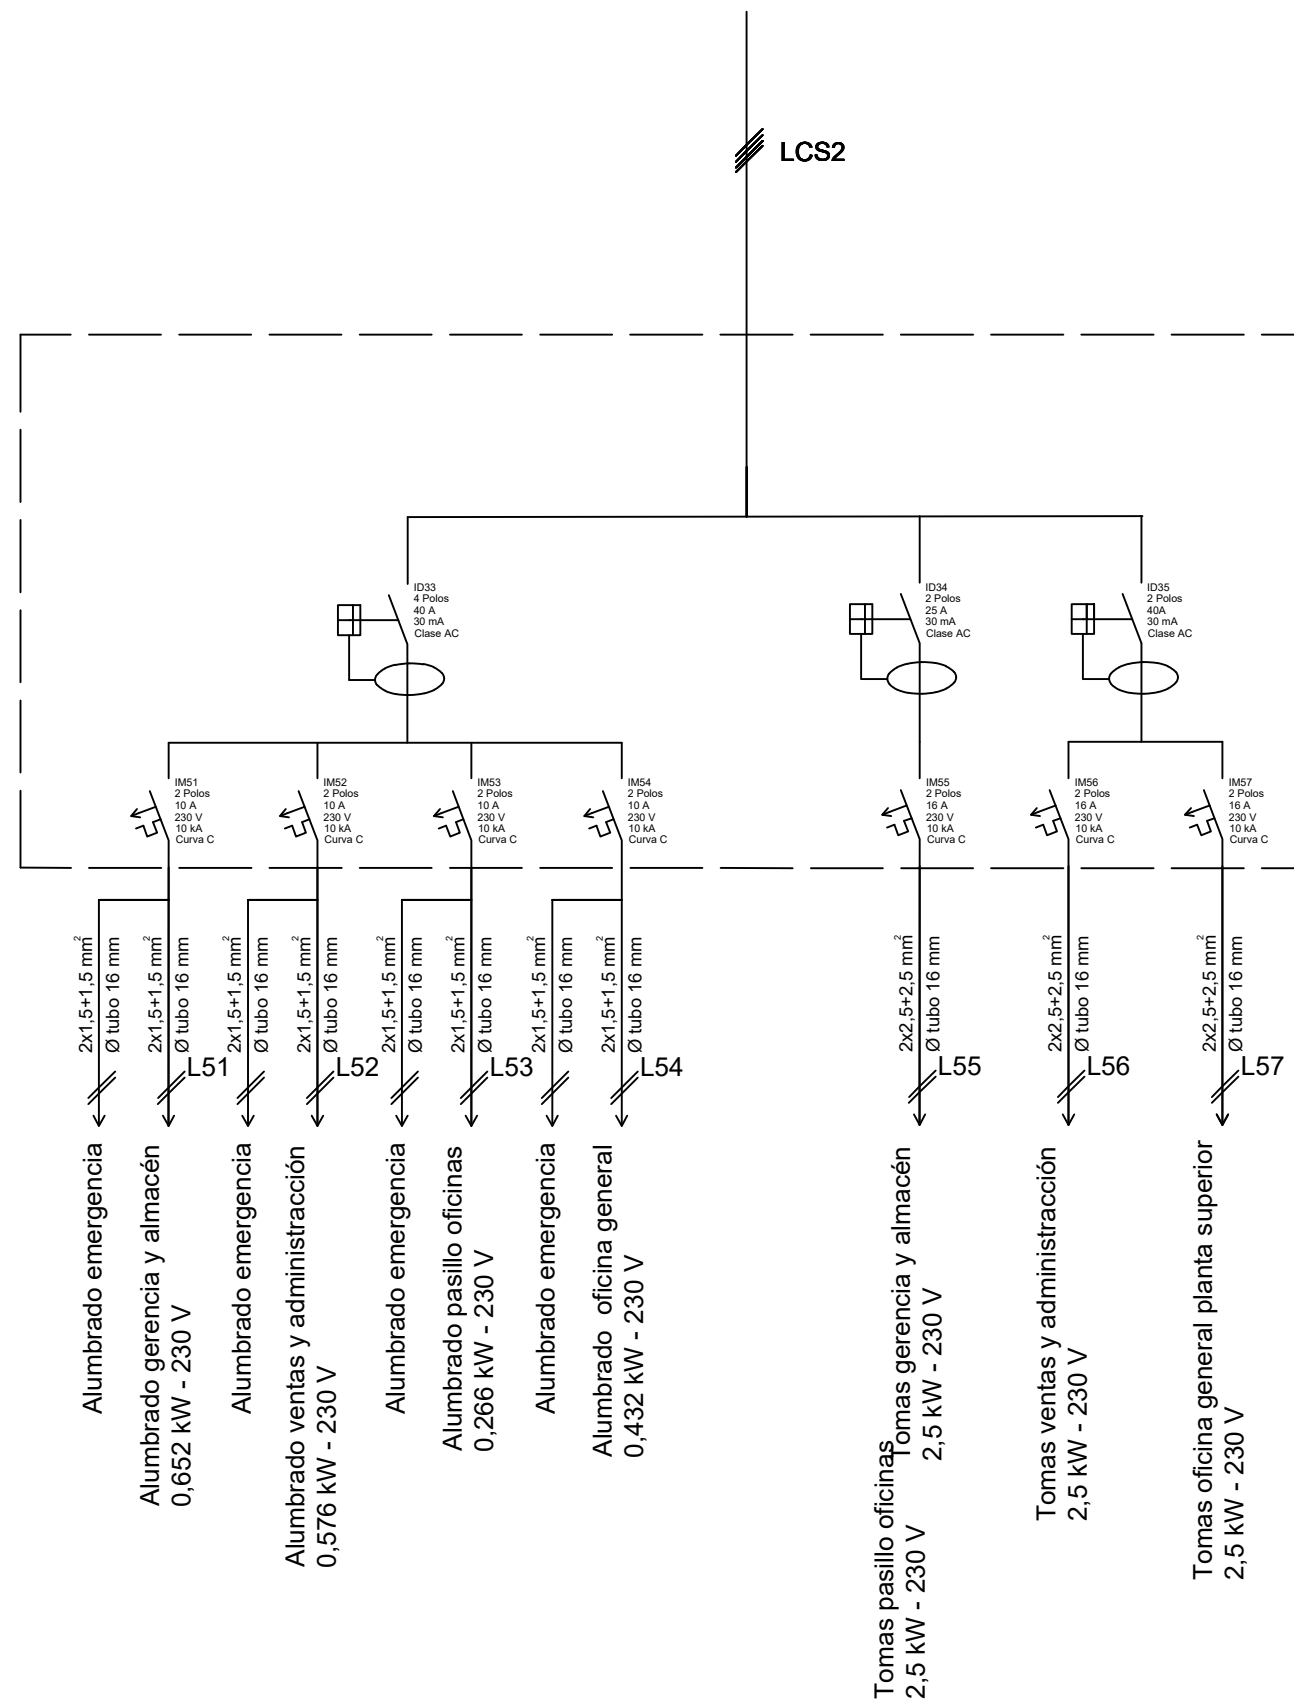 LCS2
ID33
4 Polos
40 A
30 mA
Clase AC
ID34
2 Polos
25 A
30 mA
Clase AC
ID35
2 Polos
40A
30 mA
Clase AC
IM51
2 Polos
10 A
230 V
10 kA
Curva C
IM52
2 Polos
10 A
230 V
10 kA
Curva C
IM53
2 Polos
10 A
230 V
10 kA
Curva C
IM54
2 Polos
10 A
230 V
10 kA
Curva C
IM55
2 Polos
16 A
230 V
10 kA
Curva C
IM56
2 Polos
16 A
230 V
10 kA
Curva C
IM57
2 Polos
16 A
230 V
10 kA
Curva C
2x1,5+1,5 mm²
Ø tubo 16 mm
2x1,5+1,5 mm²
Ø tubo 16 mm
L51
2x1,5+1,5 mm²
Ø tubo 16 mm
2x1,5+1,5 mm²
Ø tubo 16 mm
L52
2x1,5+1,5 mm²
Ø tubo 16 mm
2x1,5+1,5 mm²
Ø tubo 16 mm
L53
2x1,5+1,5 mm²
Ø tubo 16 mm
2x1,5+1,5 mm²
Ø tubo 16 mm
L54
2x2,5+2,5 mm²
Ø tubo 16 mm
L55
2x2,5+2,5 mm²
Ø tubo 16 mm
L56
2x2,5+2,5 mm²
Ø tubo 16 mm
L57
Alumbrado emergencia
Alumbrado gerencia y almacén
0,652 kW - 230 V
Alumbrado emergencia
Alumbrado ventas y administracción
0,576 kW - 230 V
Alumbrado emergencia
Alumbrado pasillo oficinas
0,266 kW - 230 V
Alumbrado emergencia
Alumbrado oficina general
0,432 kW - 230 V
Tomas pasillo oficinas
2,5 kW - 230 V
Tomas gerencia y almacén
2,5 kW - 230 V
Tomas ventas y administracción
2,5 kW - 230 V
Tomas oficina general planta superior
2,5 kW - 230 V